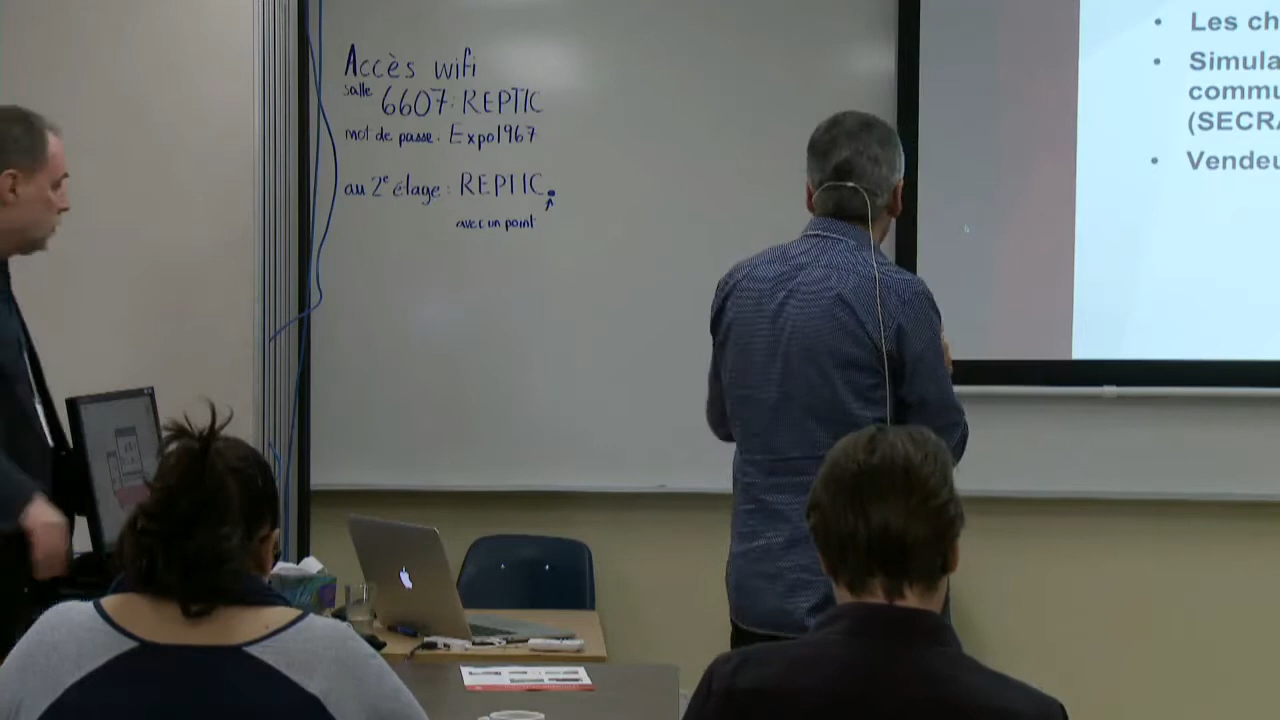 Accès wifi
salle 6607: REPTIC
mot de passe: Expo1967
au 2e étage: REPTIC.
avec un point
• Les ch
• Simula
commu
(SECRA
• Vendeu